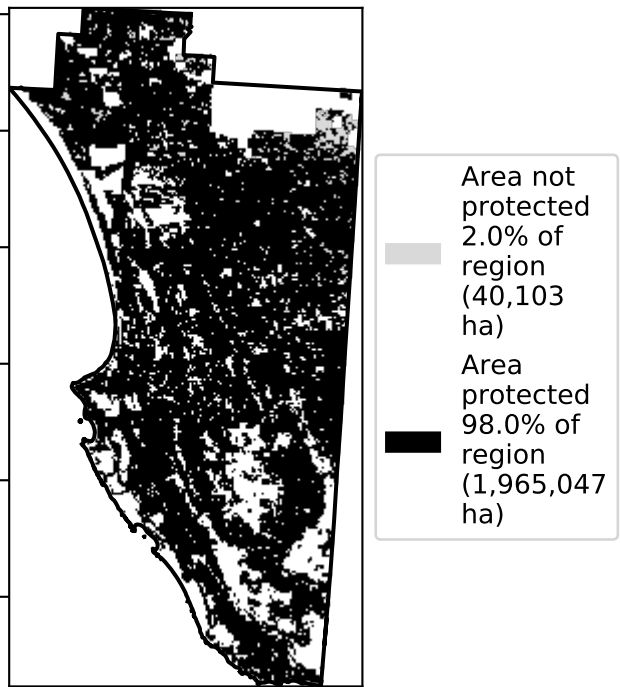 Area not
protected
2.0% of
region
(40,103
ha)
Area
protected
98.0% of
region
(1,965,047
ha)